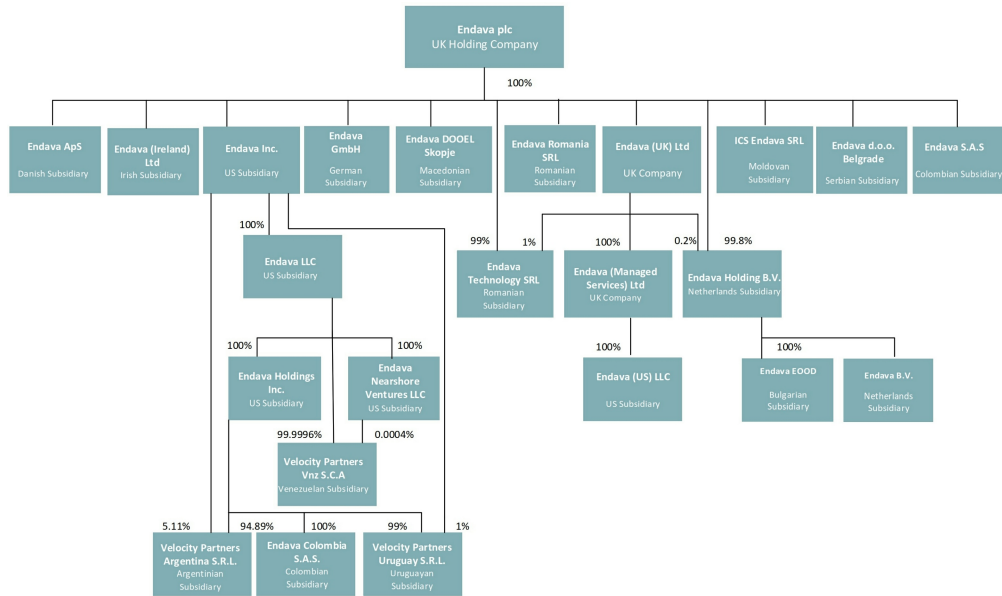 Endava plc
UK Holding Company
100%
Endava ApS
Danish Subsidiary
Endava (Ireland) Ltd
Irish Subsidiary
Endava Inc.
US Subsidiary
Endava
GmbH
German
Subsidiary
Endava DOOEL
Skopje
Macedonian
Subsidiary
Endava Romania
SRL
Romanian
Subsidiary
Endava (UK) Ltd
UK Company
ICS Endava SRL
Moldovan
Subsidiary
Endava d.o.o.
Belgrade
Serbian Subsidiary
Endava S.A.S
Colombian Subsidiary
100%
99%
1%
100%
0.2%
99.8%
Endava LLC
US Subsidiary
Endava
Technology SRL
Romanian
Subsidiary
Endava (Managed
Services) Ltd
UK Company
Endava Holding B.V.
Netherlands Subsidiary
100%
100%
100%
100%
Endava Holdings
Inc.
US Subsidiary
Endava
Nearshore
Ventures LLC
US Subsidiary
Endava (US) LLC
US Subsidiary
Endava EOOD
Bulgarian
Subsidiary
Endava B.V.
Netherlands
Subsidiary
99.9996%
0.0004%
Velocity Partners
Vnz S.C.A
Venezuelan Subsidiary
5.11%
94.89%
100%
99%
1%
Velocity Partners
Argentina S.R.L.
Argentinian
Subsidiary
Endava Colombia
S.A.S.
Colombian
Subsidiary
Velocity Partners
Uruguay S.R.L.
Uruguayan
Subsidiary